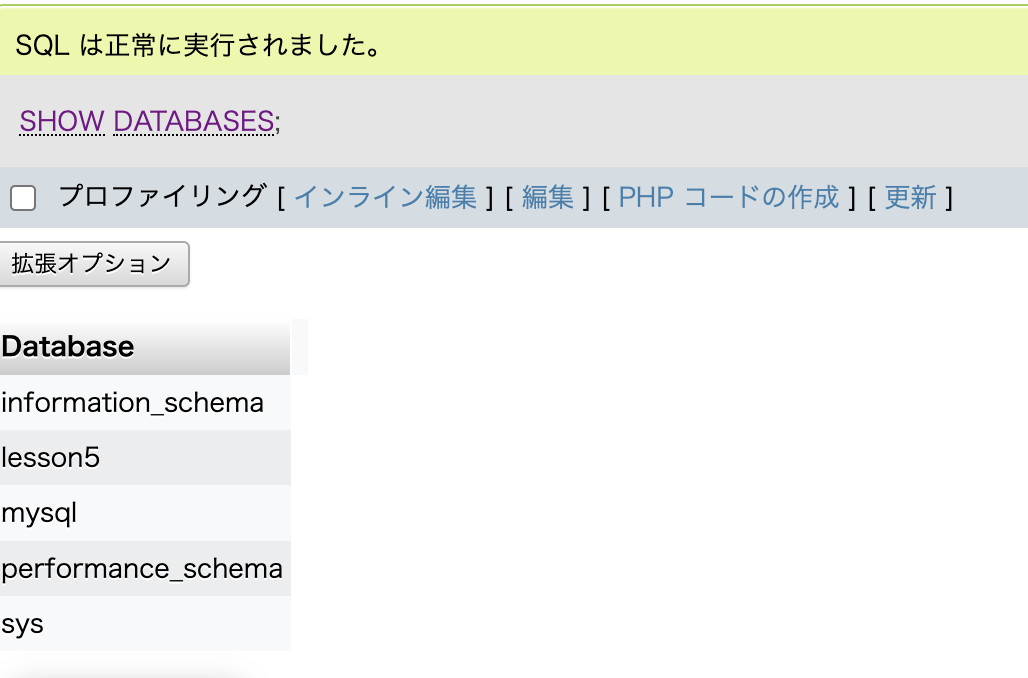 SQL は正常に実行されました。
SHOW DATABASES;
プロファイリング [ インライン編集 ] [ 編集 ] [ PHP コードの作成 ] [ 更新 ]
拡張オプション
Database
information_schema
lesson5
mysql
performance_schema
sys